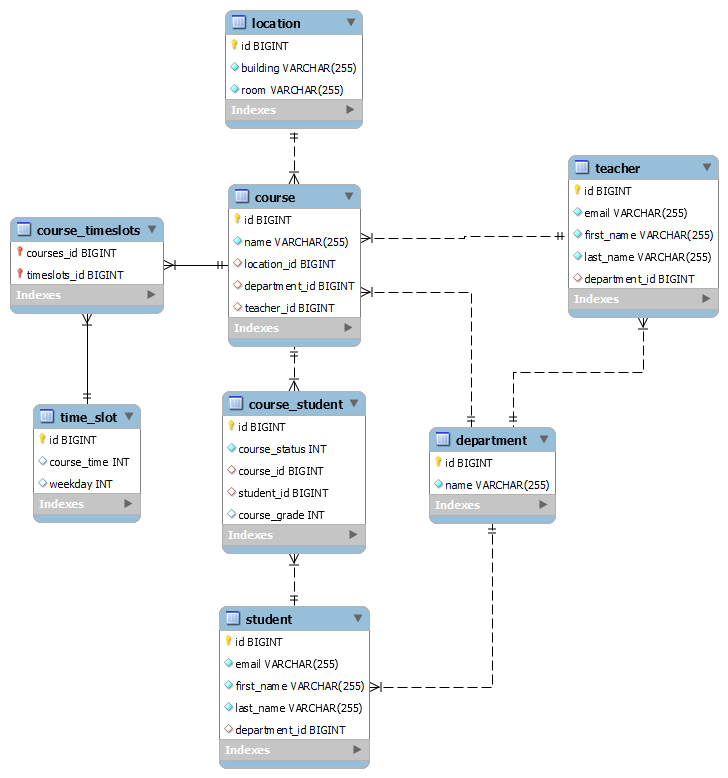 location
id BIGINT
building VARCHAR(255)
room VARCHAR(255)
Indexes
teacher
id BIGINT
email VARCHAR(255)
first_name VARCHAR(255)
last_name VARCHAR(255)
department_id BIGINT
Indexes
course
id BIGINT
name VARCHAR(255)
location_id BIGINT
department_id BIGINT
teacher_id BIGINT
Indexes
course_timeslots
courses_id BIGINT
timeslots_id BIGINT
Indexes
course_student
id BIGINT
course_status INT
course_id BIGINT
student_id BIGINT
course_grade INT
Indexes
time_slot
id BIGINT
course_time INT
weekday INT
Indexes
department
id BIGINT
name VARCHAR(255)
Indexes
student
id BIGINT
email VARCHAR(255)
first_name VARCHAR(255)
last_name VARCHAR(255)
department_id BIGINT
Indexes